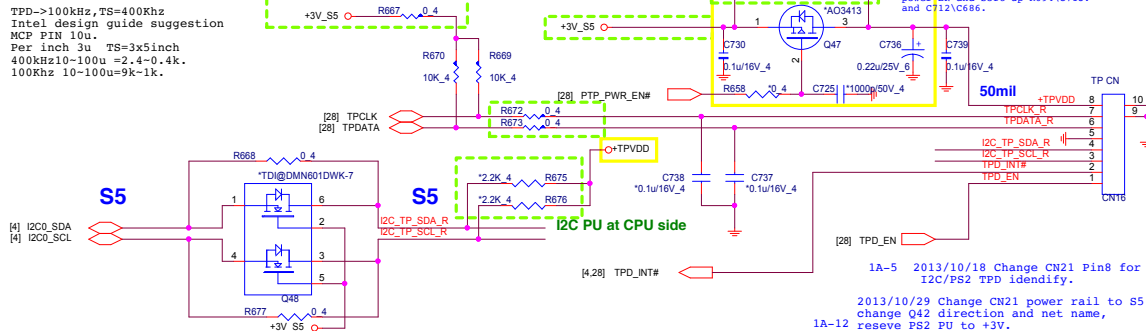 TPD->100kHz,TS=400Khz
Intel design guide suggestion
MCP PIN 10u.
Per inch 3u TS=3x5inch
400kHz10~100u =2.4~0.4k.
100Khz 10~100u=9k~1k.
+3V_S5
R667
0_4
R670
R669
10K_4
10K_4
+3V_S5
1
*AO3413
3
Q47
2
C730
0.1u/16V_4
C736
+
0.22u/25V_6
C739
0.1u/16V_4
and C712\C686.
[28] PTP_PWR_EN#
R658
*0_4
C725
*1000p/50V_4
50mil
TP CN
[28] TPCLK
R672
0_4
[28] TPDATA
R673
0_4
+TPVDD
TPCLK_R
TPDATA_R
I2C_TP_SDA_R
I2C_TP_SCL_R
TPD_INT#
TPD_EN
8
7
6
5
4
3
2
1
10
9
CN16
+TPVDD
R668
0_4
*TDI@DMN601DWK-7
S5
S5
1
6
2
4
3
5
[4] I2C0_SDA
[4] I2C0_SCL
Q48
R677
0_4
+3V S5
*2.2K_4
R675
*2.2K_4
R676
I2C_TP_SDA_R
I2C_TP_SCL_R
I2C PU at CPU side
C738
*0.1u/16V_4
C737
*0.1u/16V_4
[28] TPD_EN
[4,28] TPD_INT#
1A-5 2013/10/18 Change CN21 Pin8 for
I2C/PS2 TPD idendify.
2013/10/29 Change CN21 power rail to S5
change Q42 direction and net name,
1A-12 reseve PS2 PU to +3V.